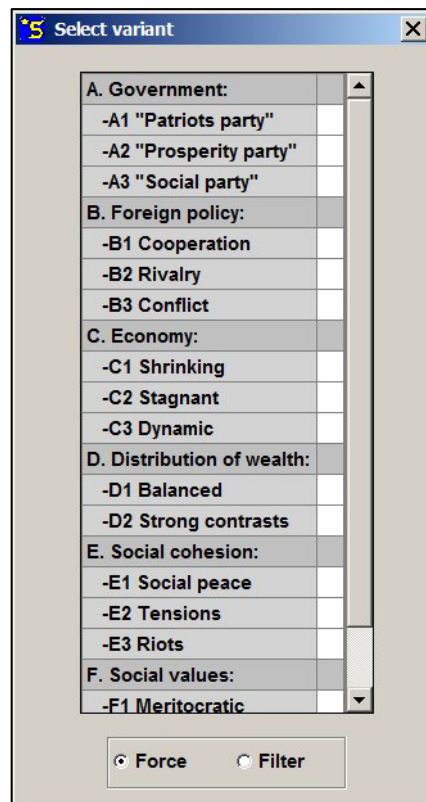 Select variant
A. Government:
-A1 "Patriots party"
-A2 "Prosperity party"
-A3 "Social party"
B. Foreign policy:
-B1 Cooperation
-B2 Rivalry
-B3 Conflict
C. Economy:
-C1 Shrinking
-C2 Stagnant
-C3 Dynamic
D. Distribution of wealth:
-D1 Balanced
-D2 Strong contrasts
E. Social cohesion:
-E1 Social peace
-E2 Tensions
-E3 Riots
F. Social values:
-F1 Meritocratic
Force Filter